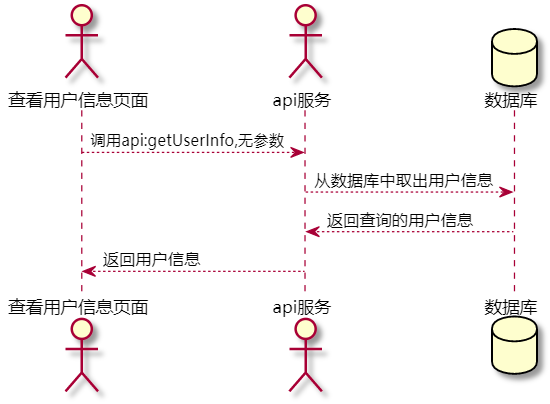 查看用户信息页面
api服务
数据库
调用api:getUserInfo,无参数
从数据库中取出用户信息
返回查询的用户信息
返回用户信息
查看用户信息页面
api服务
数据库